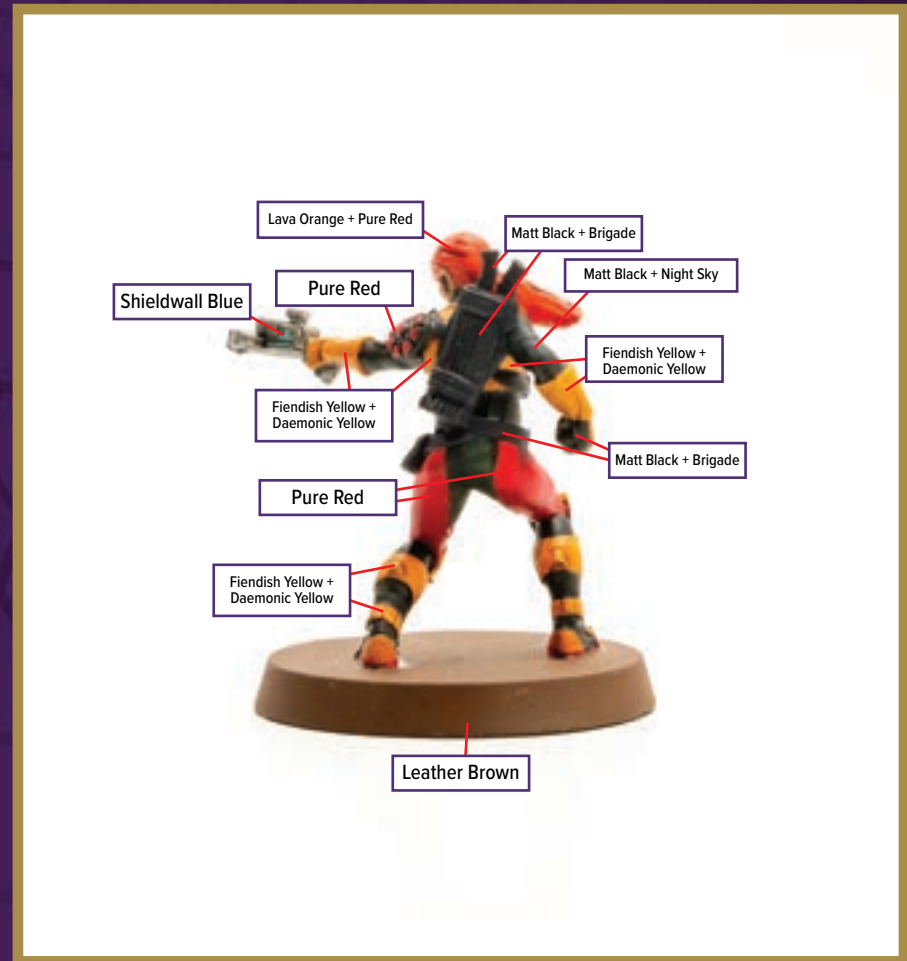 Lava Orange + Pure Red
Matt Black + Brigade
Matt Black + Night Sky
Pure Red
Shieldwall Blue
Fiendish Yellow +
Daemonic Yellow
Fiendish Yellow +
Daemonic Yellow
Matt Black + Brigade
Pure Red
Fiendish Yellow +
Daemonic Yellow
Leather Brown